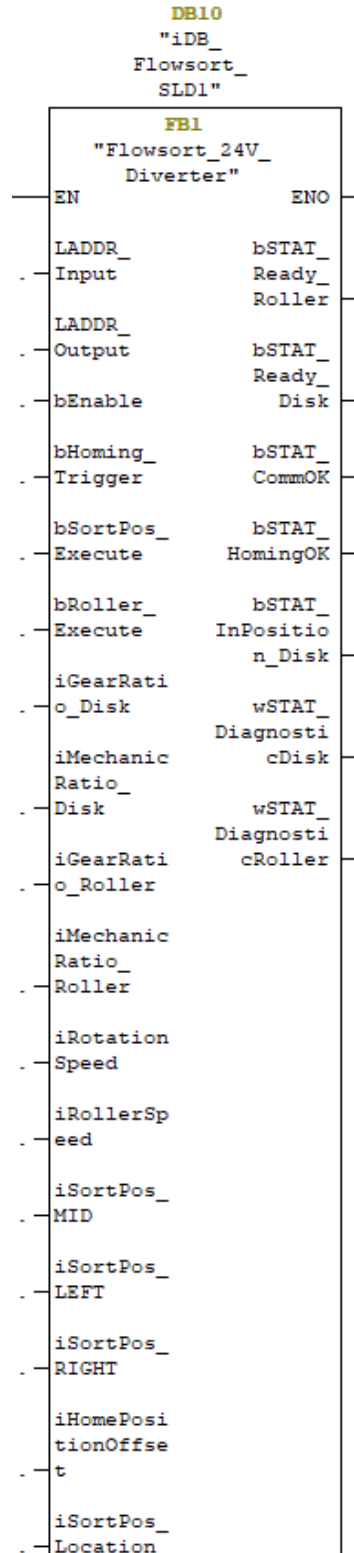 DB10
"iDB_
Flowsort_
SLD1"
FB1
"Flowsort_24V_
Diverter"
EN ENO
LADDR_ bSTAT_
. Input Ready_
Roller
LADDR_
. Output bSTAT_
Ready_
. bEnable Disk
bHoming_ bSTAT_
. Trigger CommOK
bSortPos_ bSTAT_
. Execute HomingOK
bRoller_ bSTAT_
. Execute InPositio
n_Disk
iGearRati
. o_Disk wSTAT_
Diagnosti
iMechanic cDisk
Ratio_
. Disk wSTAT_
Diagnosti
iGearRati cRoller
. o_Roller
iMechanic
Ratio_
. Roller
iRotation
. Speed
iRollerSp
. eed
iSortPos_
. MID
iSortPos_
. LEFT
iSortPos_
. RIGHT
iHomePosi
tionOffse
. t
iSortPos_
. Location